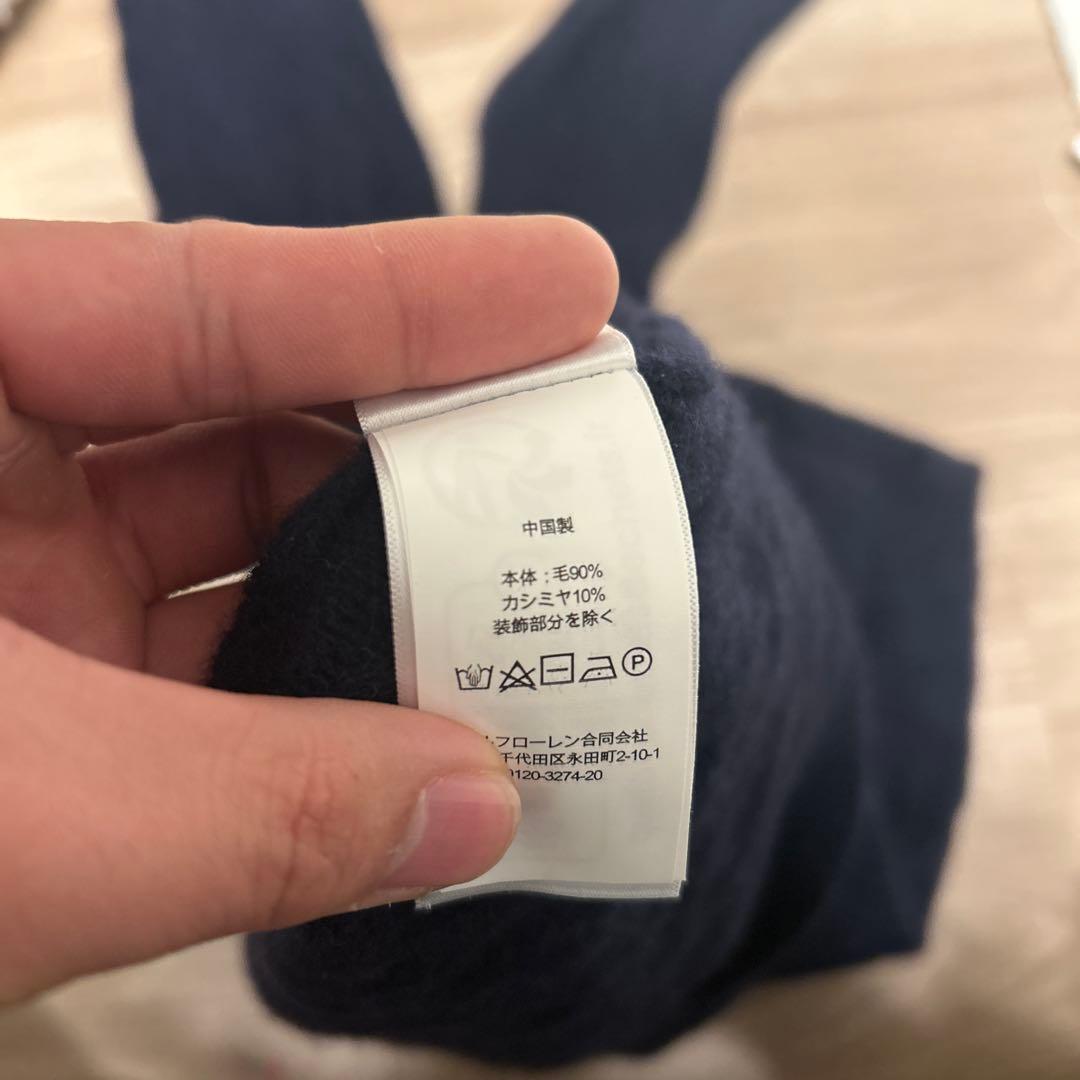 中国製
本体 ; 毛90%
カシミヤ10%
装飾部分を除く
P
フローレン合同会社
千代田区永田町2-10-1
0120-3274-20